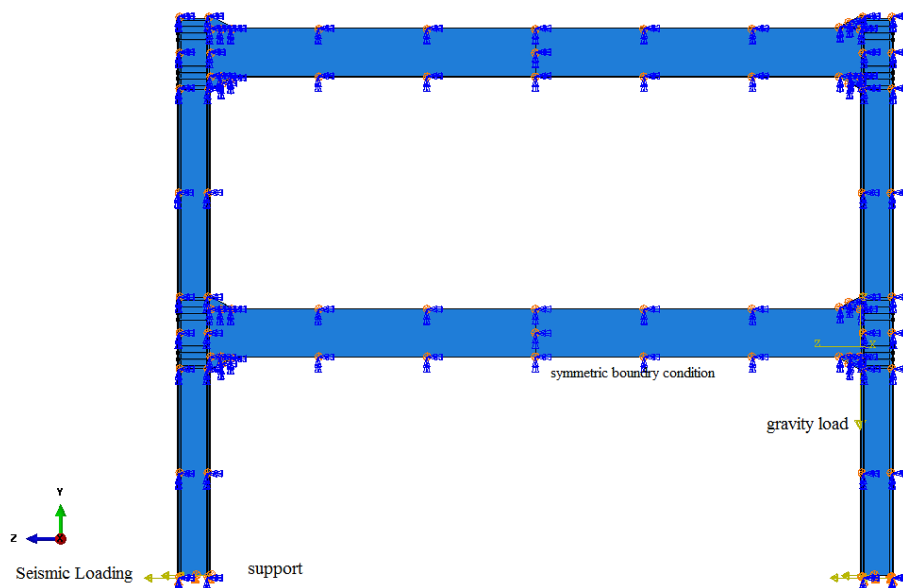 symmetric boundry condition
Z
X
gravity load
Y
Z
X
Seismic Loading
support